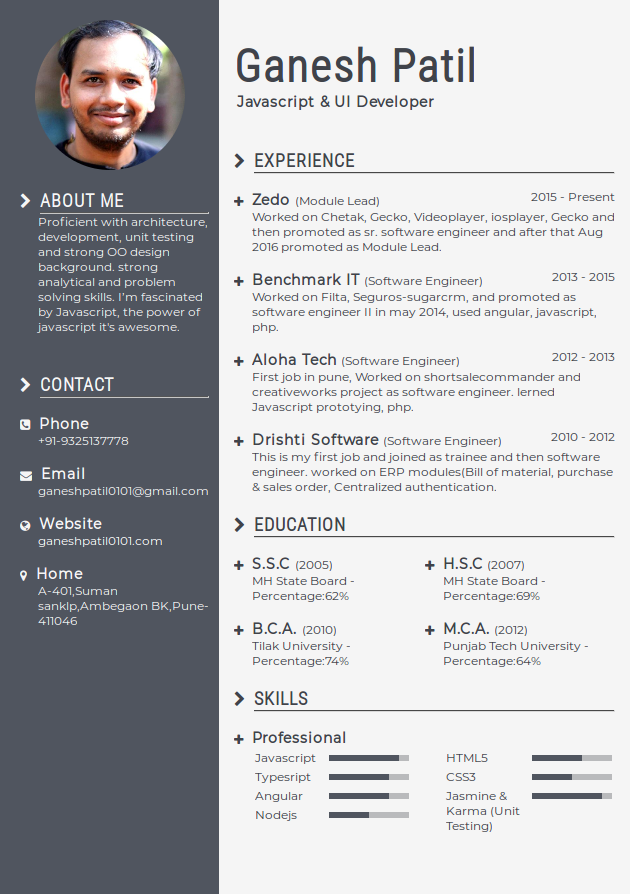 Ganesh Patil
Javascript & UI Developer
ABOUT ME
Proficient with architecture,
development, unit testing
and strong OO design
background. strong
analytical and problem
solving skills. I'm fascinated
by Javascript, the power of
javascript it's awesome.
CONTACT
Phone
+91-9325137778
Email
ganeshpatil0101@gmail.com
Website
ganeshpatil0101.com
Home
A-401,Suman
sanklp,Ambegaon BK,Pune-
411046
EXPERIENCE
Zedo (Module Lead) 2015 - Present
Worked on Chetak, Gecko, Videoplayer, iosplayer, Gecko and
then promoted as sr. software engineer and after that Aug
2016 promoted as Module Lead.
Benchmark IT (Software Engineer) 2013 - 2015
Worked on Filta, Seguros-sugarcrm, and promoted as
software engineer II in may 2014, used angular, javascript,
php.
Aloha Tech (Software Engineer) 2012 - 2013
First job in pune, Worked on shortsalecommander and
creativeworks project as software engineer. lerned
Javascript prototying, php.
Drishti Software (Software Engineer) 2010 - 2012
This is my first job and joined as trainee and then software
engineer. worked on ERP modules(Bill of material, purchase
& sales order, Centralized authentication.
EDUCATION
S.S.C (2005)
MH State Board -
Percentage:62%
H.S.C (2007)
MH State Board -
Percentage:69%
B.C.A. (2010)
Tilak University -
Percentage:74%
M.C.A. (2012)
Punjab Tech University -
Percentage:64%
SKILLS
Professional
Javascript
Typesript
Angular
Nodejs
HTML5
CSS3
Jasmine &
Karma (Unit
Testing)